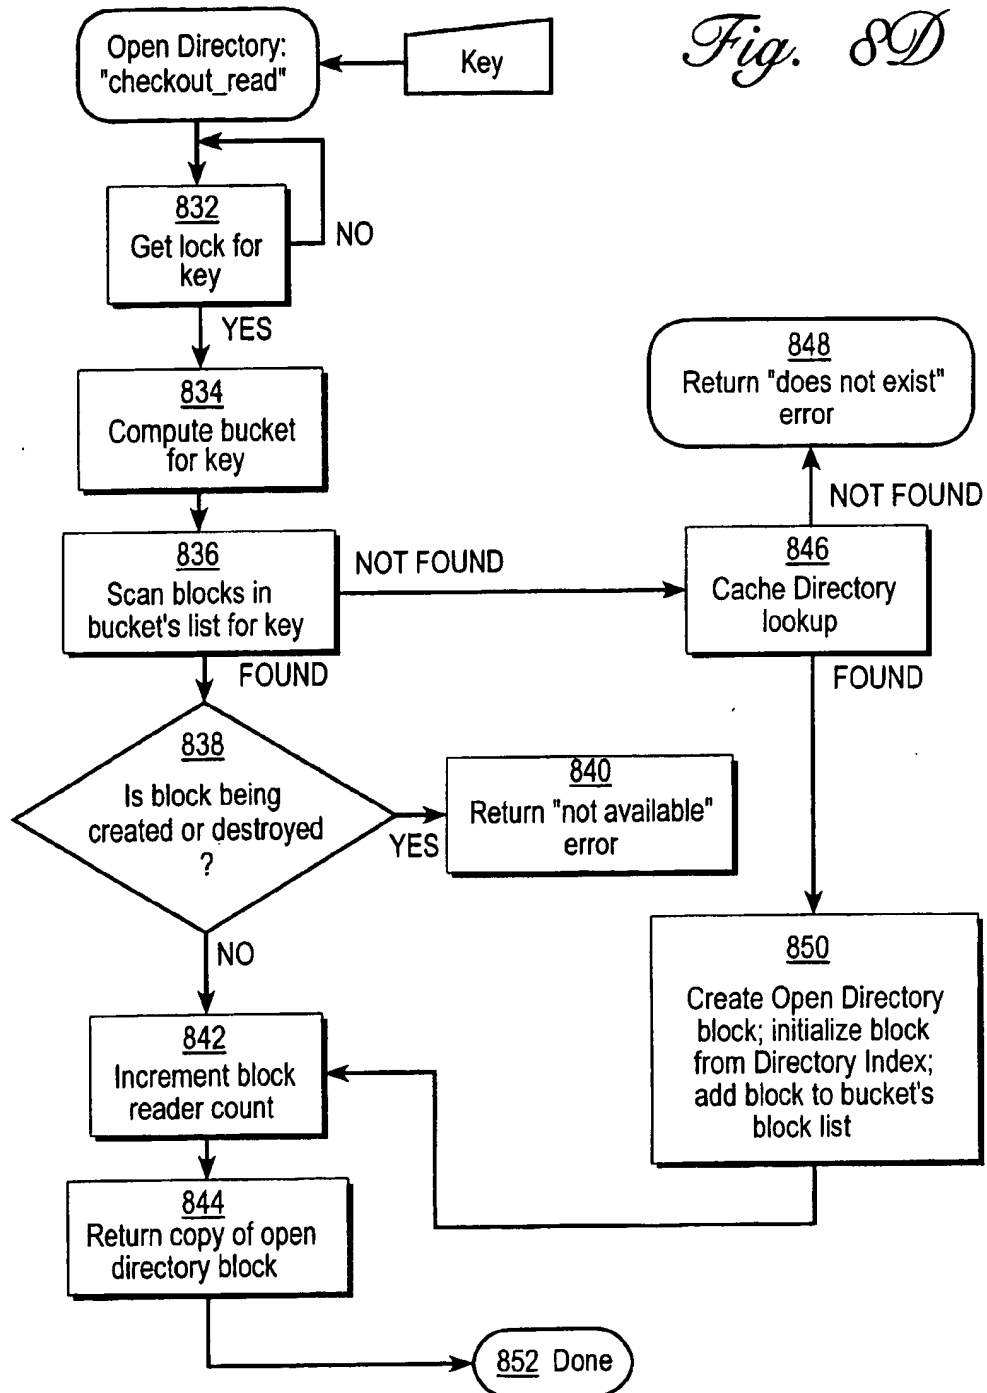 Fig. 8D
Open Directory:
"checkout_read"
Key
832
Get lock for
key
NO
YES
834
Compute bucket
for key
836
Scan blocks in
bucket's list for key
NOT FOUND
FOUND
848
Return "does not exist"
error
NOT FOUND
846
Cache Directory
lookup
FOUND
838
Is block being
created or destroyed
?
YES
840
Return "not available"
error
NO
842
Increment block
reader count
850
Create Open Directory
block; initialize block
from Directory Index;
add block to bucket's
block list
844
Return copy of open
directory block
852 Done